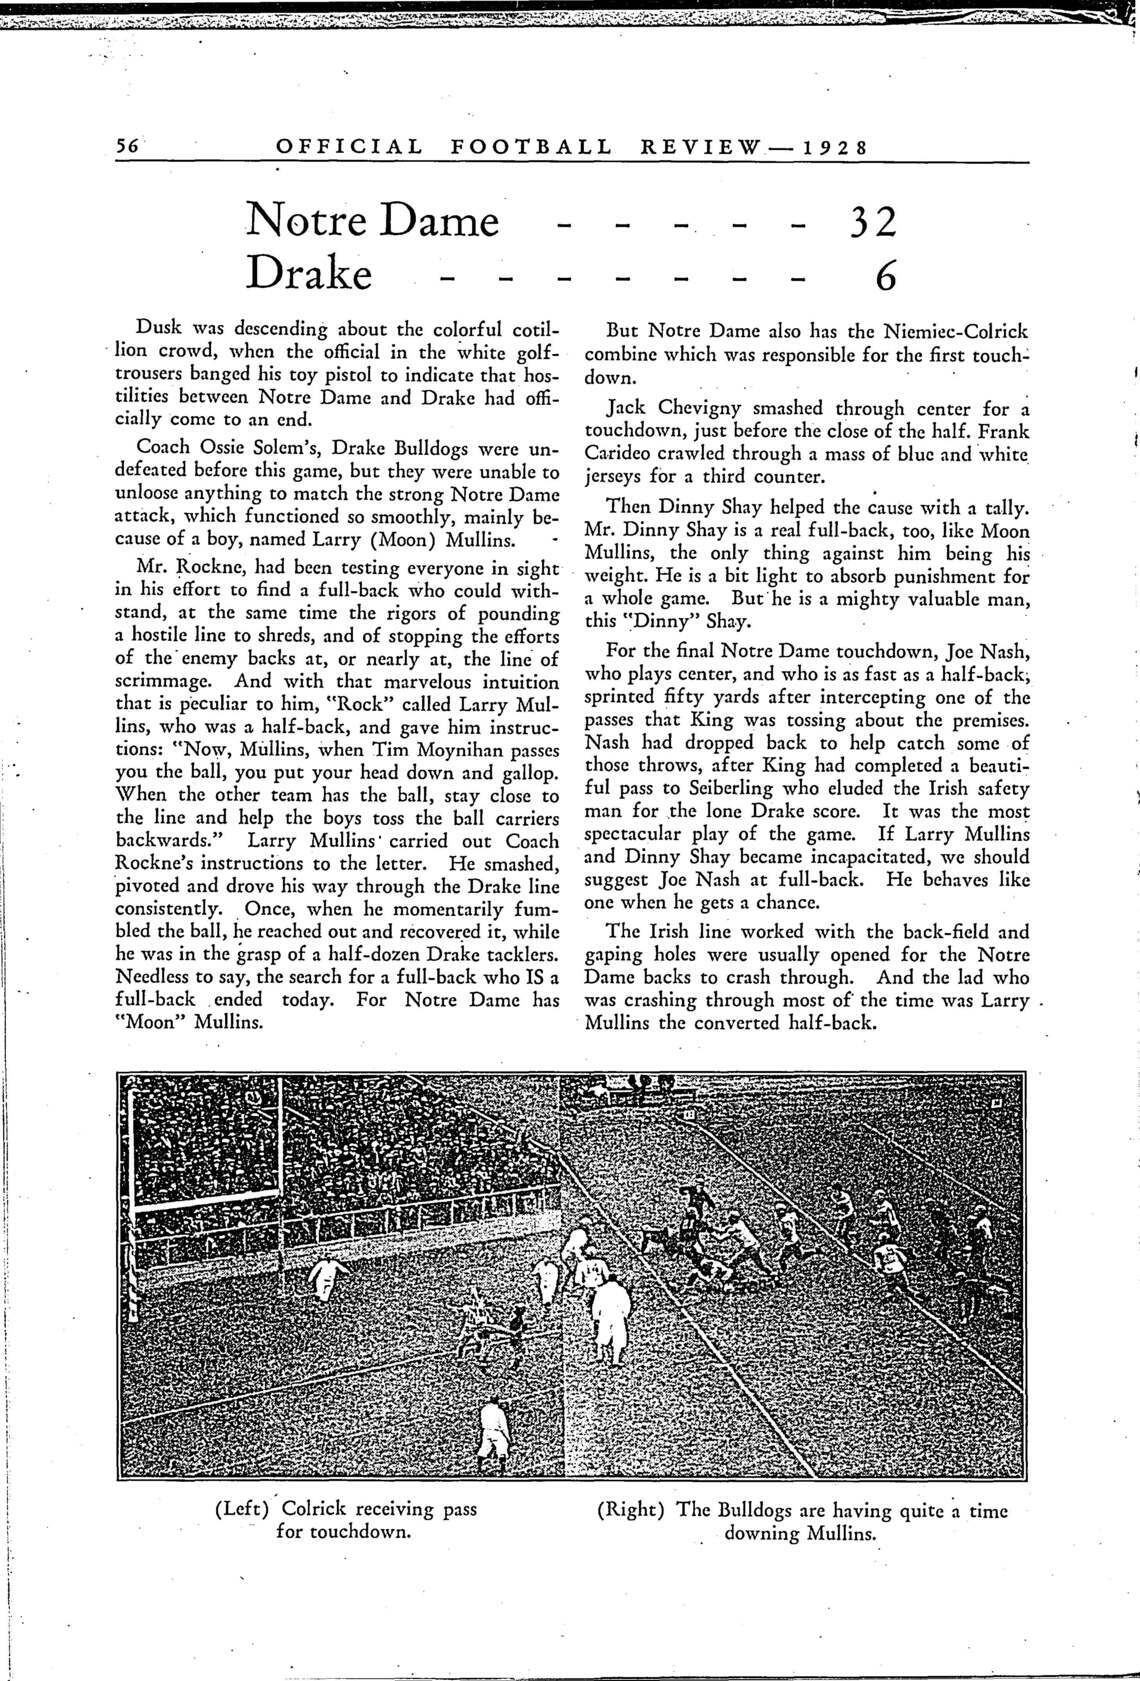 56 OFFICIAL FOOTBALL REVIEW — 1928
Notre Dame - - - - - 32
Drake - - - - - - - 6
Dusk was descending about the colorful cotil-
lion crowd, when the official in the white golf-
trousers banged his toy pistol to indicate that hos-
tilities between Notre Dame and Drake had offi-
cially come to an end.
Coach Ossie Solem's, Drake Bulldogs were un-
defeated before this game, but they were unable to
unloose anything to match the strong Notre Dame
attack, which functioned so smoothly, mainly be-
cause of a boy, named Larry (Moon) Mullins.
Mr. Rockne, had been testing everyone in sight
in his effort to find a full-back who could with-
stand, at the same time the rigors of pounding
a hostile line to shreds, and of stopping the efforts
of the enemy backs at, or nearly at, the line of
scrimmage. And with that marvelous intuition
that is peculiar to him, "Rock" called Larry Mul-
lins, who was a half-back, and gave him instruc-
tions: "Now, Mullins, when Tim Moynihan passes
you the ball, you put your head down and gallop.
When the other team has the ball, stay close to
the line and help the boys toss the ball carriers
backwards." Larry Mullins carried out Coach
Rockne's instructions to the letter. He smashed,
pivoted and drove his way through the Drake line
consistently. Once, when he momentarily fum-
bled the ball, he reached out and recovered it, while
he was in the grasp of a half-dozen Drake tacklers.
Needless to say, the search for a full-back who IS a
full-back ended today. For Notre Dame has
"Moon" Mullins.
But Notre Dame also has the Niemiec-Colrick
combine which was responsible for the first touch-
down.
Jack Chevigny smashed through center for a
touchdown, just before the close of the half. Frank
Carideo crawled through a mass of blue and white
jerseys for a third counter.
Then Dinny Shay helped the cause with a tally.
Mr. Dinny Shay is a real full-back, too, like Moon
Mullins, the only thing against him being his
weight. He is a bit light to absorb punishment for
a whole game. But he is a mighty valuable man,
this "Dinny" Shay.
For the final Notre Dame touchdown, Joe Nash,
who plays center, and who is as fast as a half-back,
sprinted fifty yards after intercepting one of the
passes that King was tossing about the premises.
Nash had dropped back to help catch some of
those throws, after King had completed a beauti-
ful pass to Seiberling who eluded the Irish safety
man for the lone Drake score. It was the most
spectacular play of the game. If Larry Mullins
and Dinny Shay became incapacitated, we should
suggest Joe Nash at full-back. He behaves like
one when he gets a chance.
The Irish line worked with the back-field and
gaping holes were usually opened for the Notre
Dame backs to crash through. And the lad who
was crashing through most of the time was Larry
Mullins the converted half-back.
(Left) Colrick receiving pass
for touchdown.
(Right) The Bulldogs are having quite a time
downing Mullins.